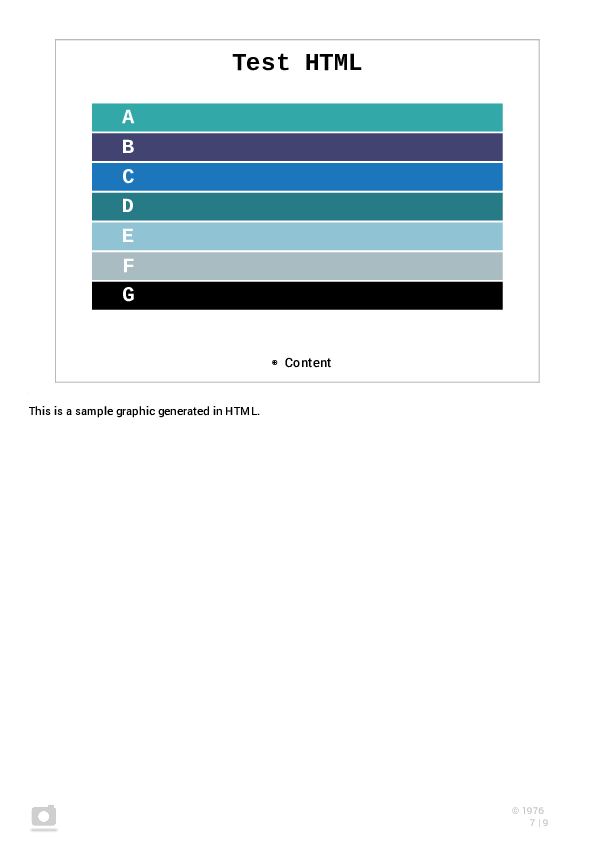 Test HTML
A
B
C
D
E
F
G
Content
This is a sample graphic generated in HTML.
© 1976
7 | 9